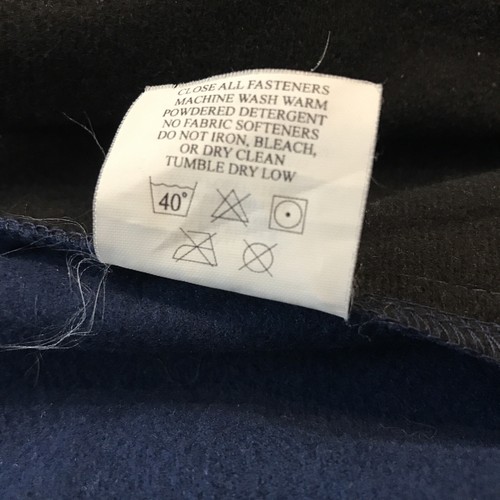 CLOSE ALL FASTENERS
MACHINE WASH WARM
POWDERED DETERGENT
NO FABRIC SOFTENERS
DO NOT IRON, BLEACH,
OR DRY CLEAN
TUMBLE DRY LOW
40°